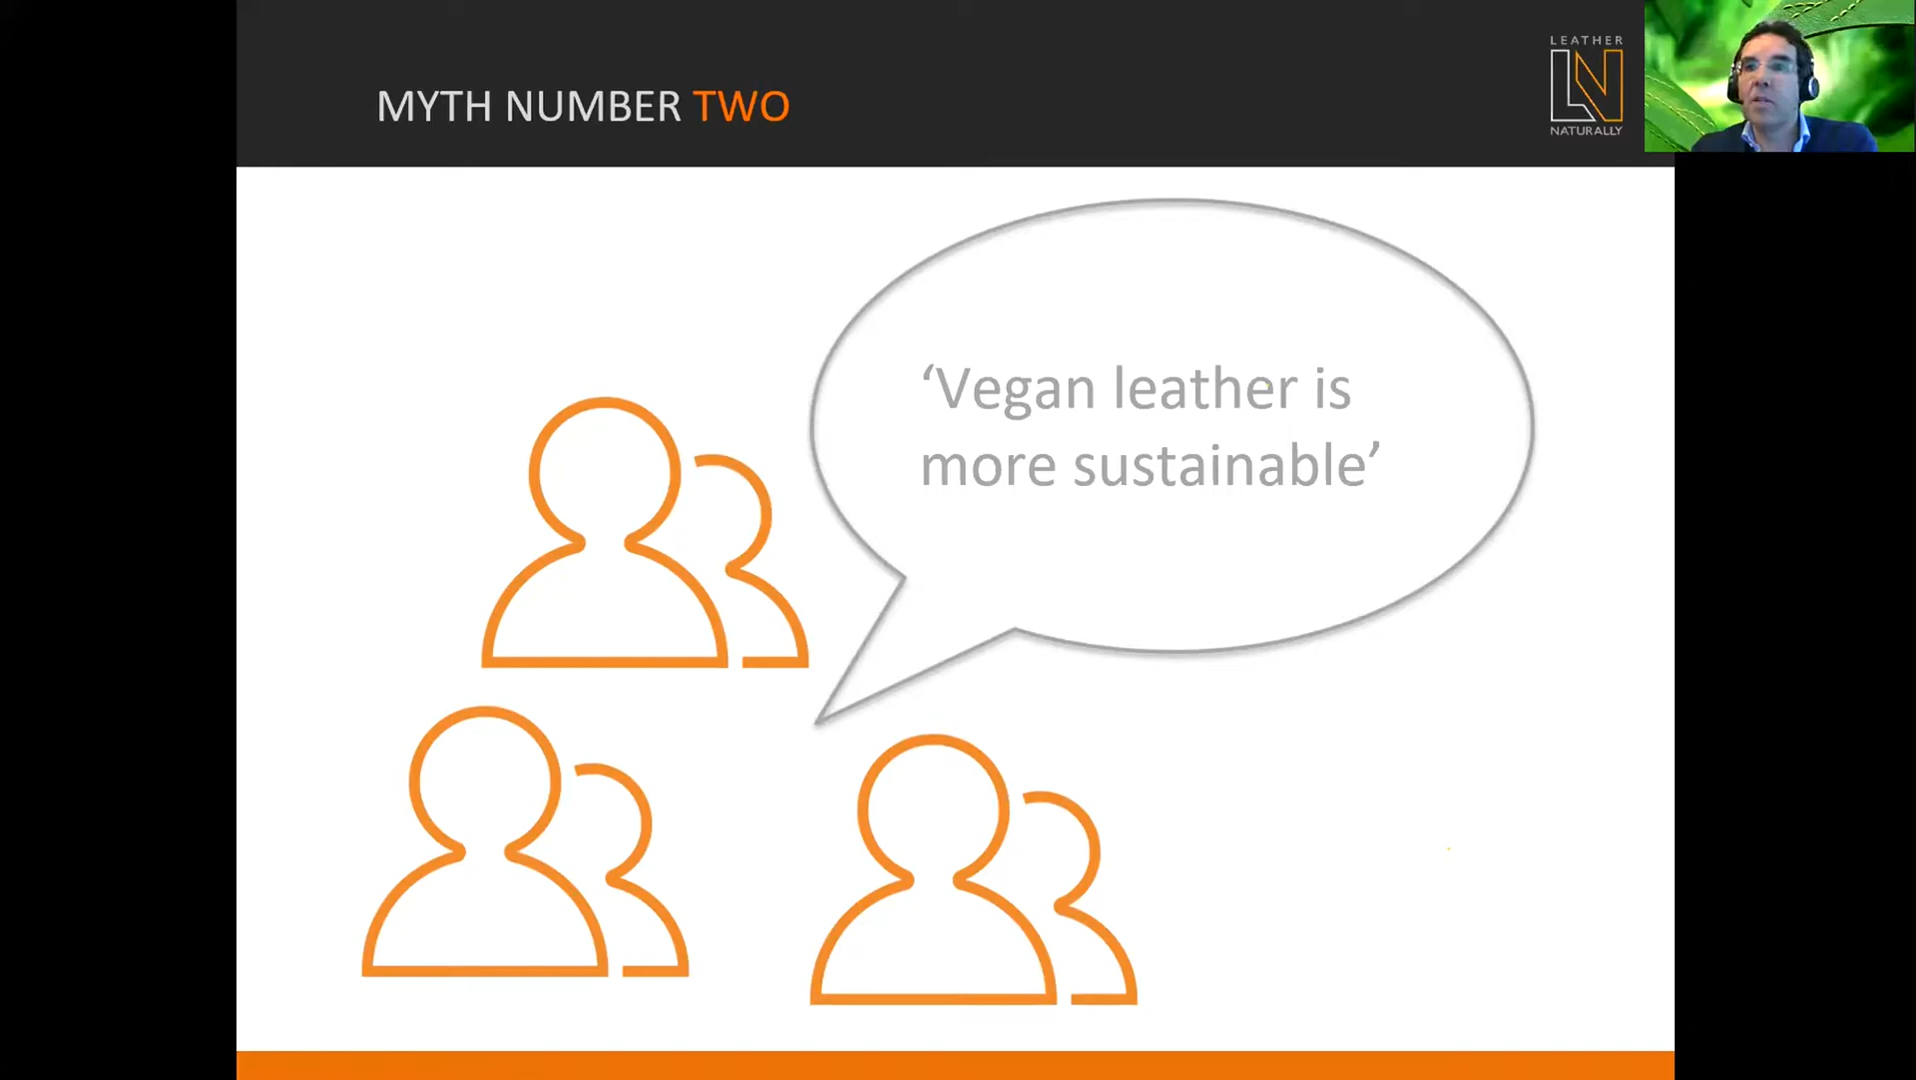 MYTH NUMBER TWO
LEATHER
LN
NATURALLY
‘Vegan leather is
more sustainable’